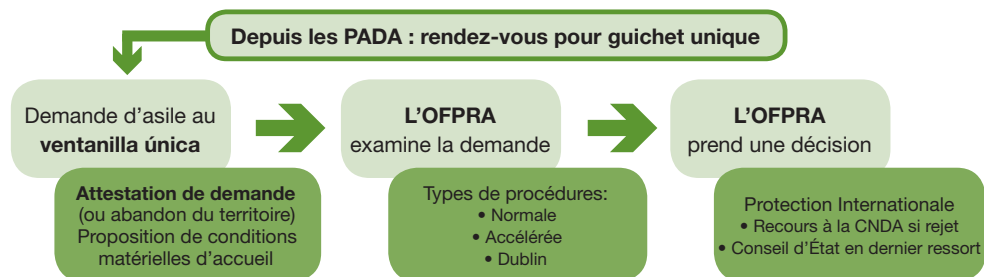 Depuis les PADA : rendez-vous pour guichet unique
Demande d'asile au
ventanilla única
Attestation de demande
(ou abandon du territoire)
Proposition de conditions
matérielles d'accueil
L'OFPRA
examine la demande
Types de procédures:
• Normale
• Accélérée
• Dublin
L'OFPRA
prend une décision
Protection Internationale
• Recours à la CNDA si rejet
• Conseil d'État en dernier ressort